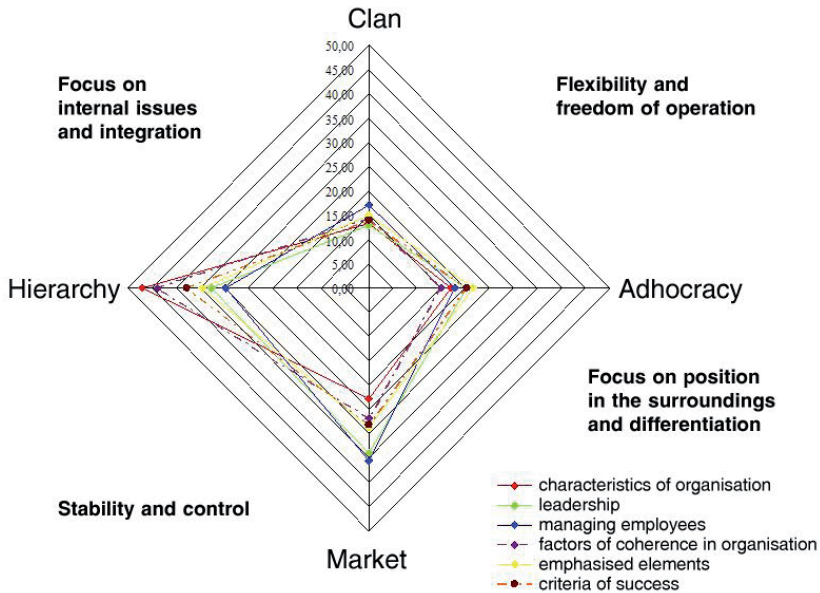 Clan
50,00
45,00
40,00
35,00
30,00
25,00
20,00
15,00
10,00
5,00
0,00
Focus on
internal issues
and integration
Flexibility and
freedom of operation
Hierarchy
Adhocracy
Focus on position
in the surroundings
and differentiation
Stability and control
Market
characteristics of organisation
leadership
managing employees
factors of coherence in organisation
emphasised elements
criteria of success